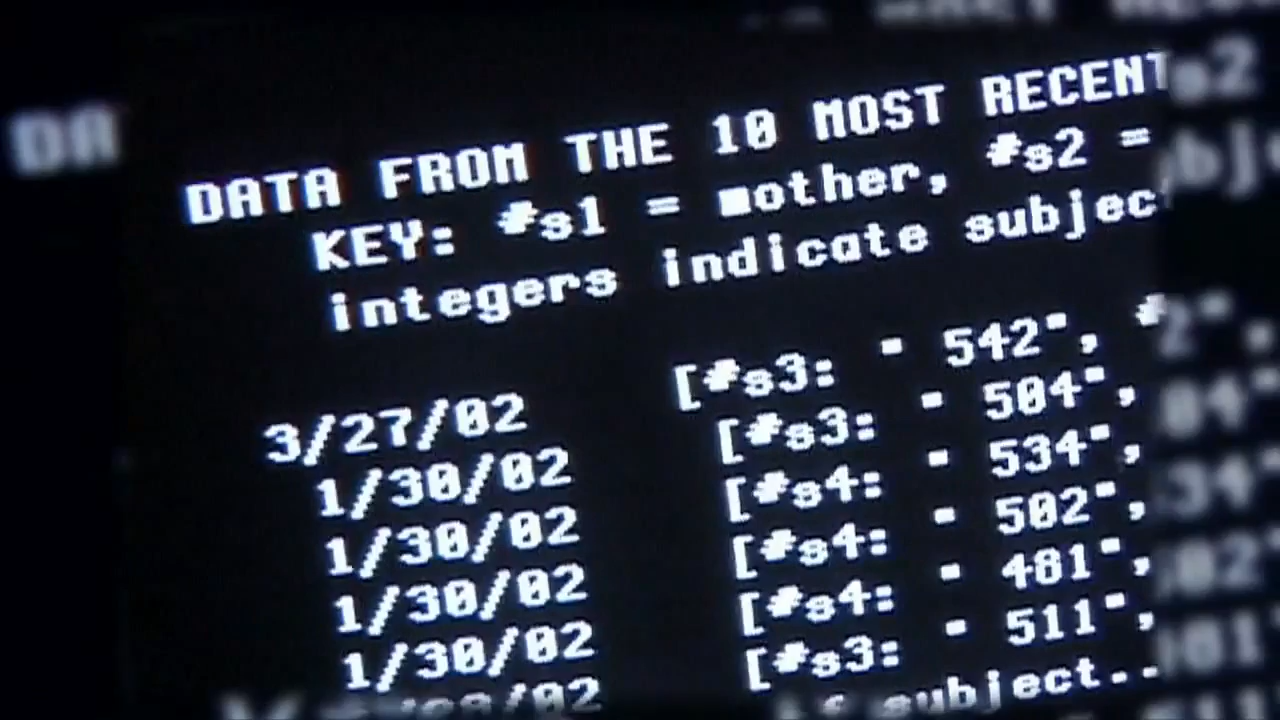 DATA FROM THE 10 MOST RECENT
KEY: #s1 = mother, #s2 =
integers indicate subjec
3/27/02 [#s3: " 542", #
1/30/02 [#s3: " 504",
1/30/02 [#s4: " 534",
1/30/02 [#s4: " 502",
1/30/02 [#s4: " 481",
[#s3: " 511",
subject..